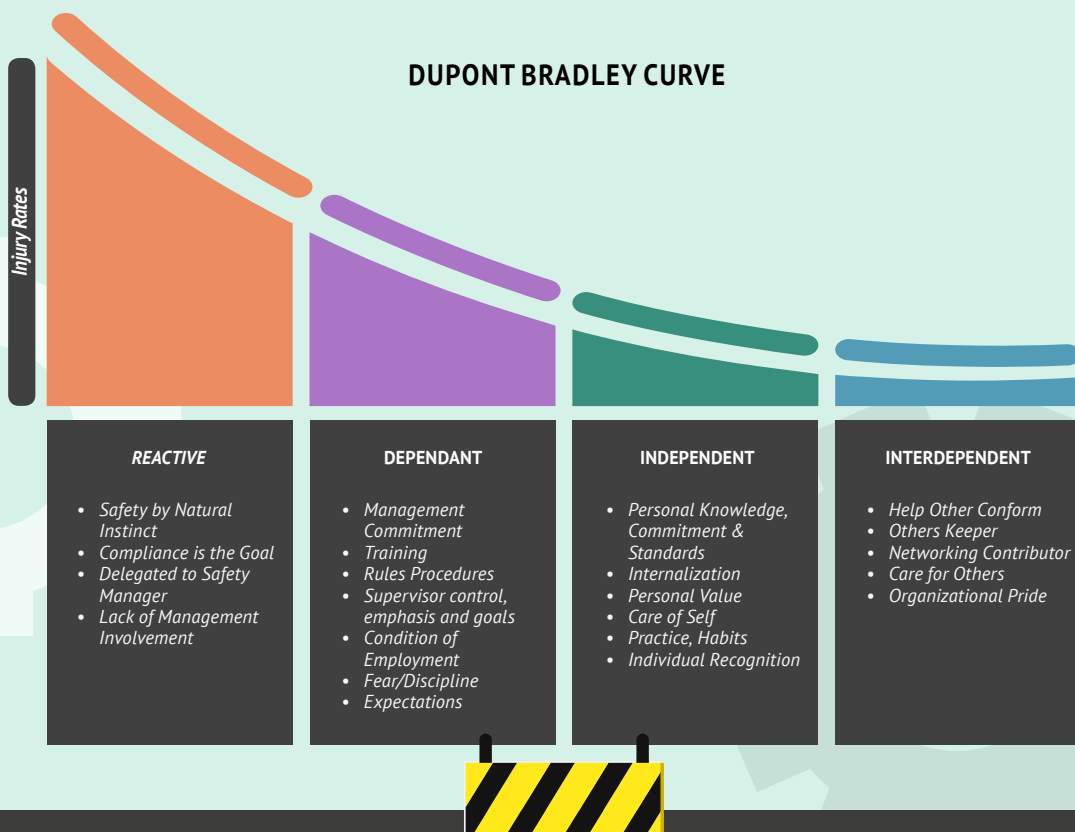 DUPONT BRADLEY CURVE
Injury Rates
REACTIVE
• Safety by Natural
Instinct
• Compliance is the Goal
• Delegated to Safety
Manager
• Lack of Management
Involvement
DEPENDANT
• Management
Commitment
• Training
• Rules Procedures
• Supervisor control,
emphasis and goals
• Condition of
Employment
• Fear/Discipline
• Expectations
INDEPENDENT
• Personal Knowledge,
Commitment &
Standards
• Internalization
• Personal Value
• Care of Self
• Practice, Habits
• Individual Recognition
INTERDEPENDENT
• Help Other Conform
• Others Keeper
• Networking Contributor
• Care for Others
• Organizational Pride